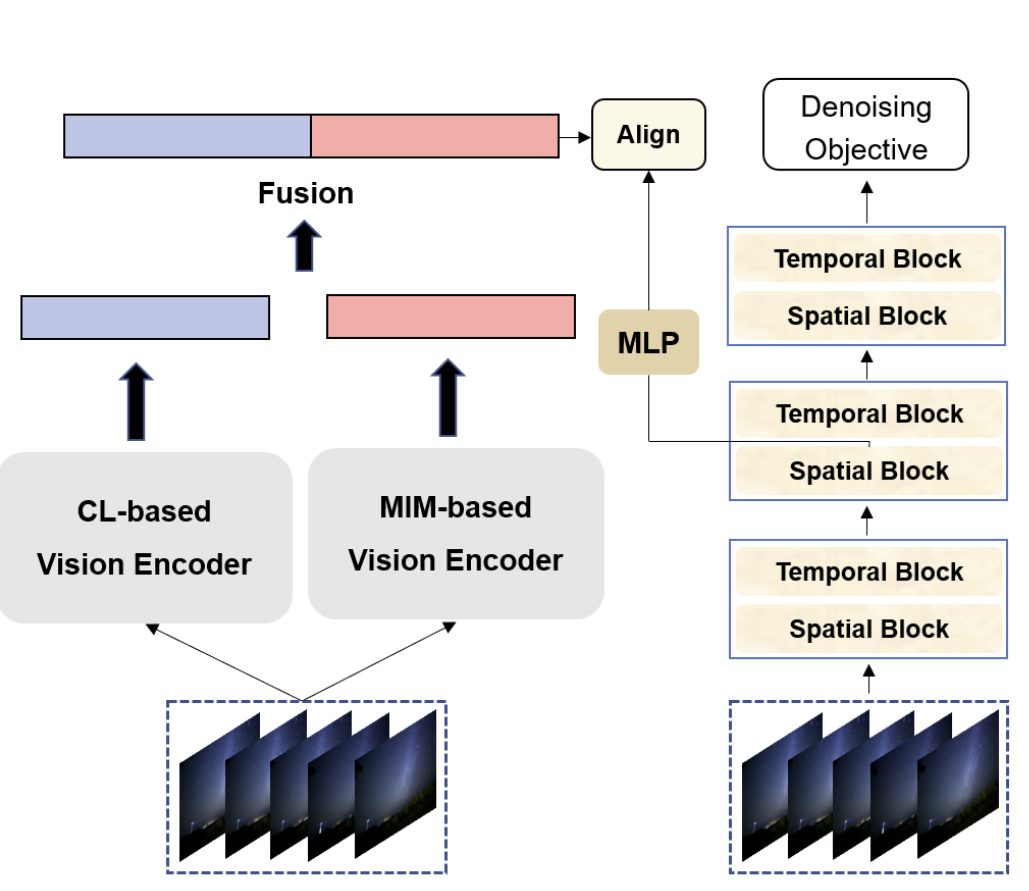 Denoising
Objective
Align
Fusion
Temporal Block
Spatial Block
MLP
Temporal Block
Spatial Block
CL-based
Vision Encoder
MIM-based
Vision Encoder
Temporal Block
Spatial Block